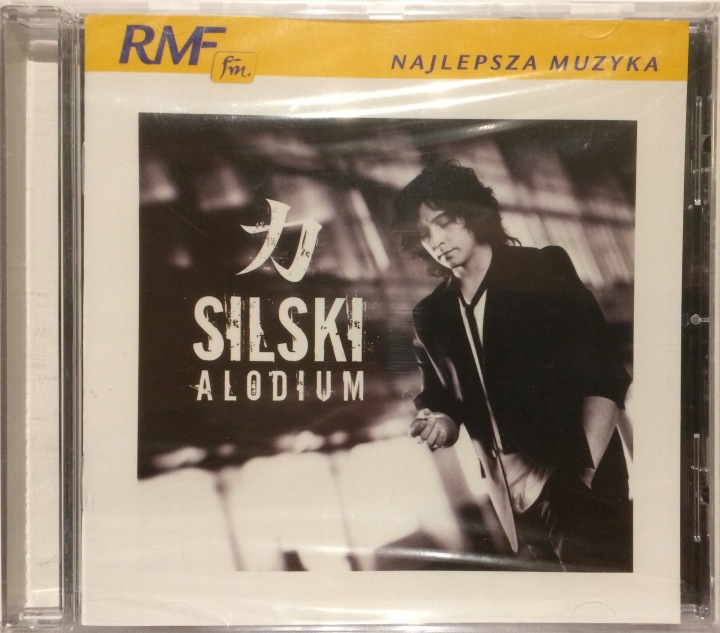 RMF
fm.
NAJLEPSZA MUZYKA
力
SILSKI
ALODIUM